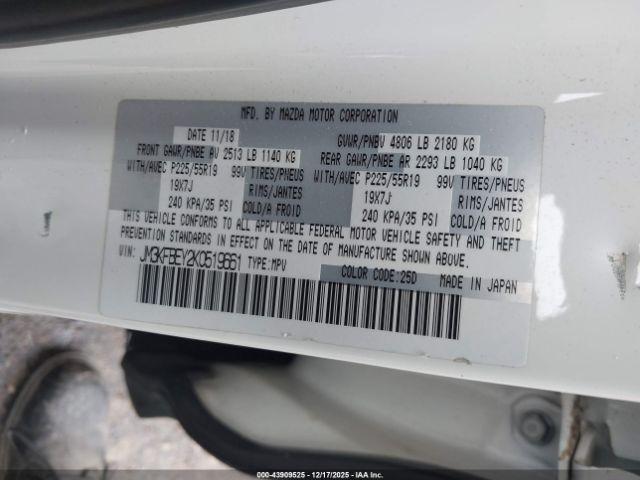 MFD. BY MAZDA MOTOR CORPORATION
DATE 11/18 GVWR/PNBV 4806 LB 2180 KG
FRONT GAWR/PNBE AV 2513 LB 1140 KG REAR GAWR/PNBE AR 2293 LB 1040 KG
WITH/AVEC P225/55R19 99V TIRES/PNEUS WITH/AVEC P225/55R19 99V TIRES/PNEUS
19X7J RIMS/JANTES 19X7J RIMS/JANTES
240 KPA/35 PSI COLD/A FROID 240 KPA/35 PSI COLD/A FROID
THIS VEHICLE CONFORMS TO ALL APPLICABLE FEDERAL MOTOR VEHICLE SAFETY AND THEFT
PREVENTION STANDARDS IN EFFECT ON THE DATE OF MANUFACTURE SHOWN ABOVE.
VIN: JM3KFBEY2K0519661 TYPE:MPV COLOR CODE:25D MADE IN JAPAN
000-43909525 - 12/17/2025 - IAAI.COM